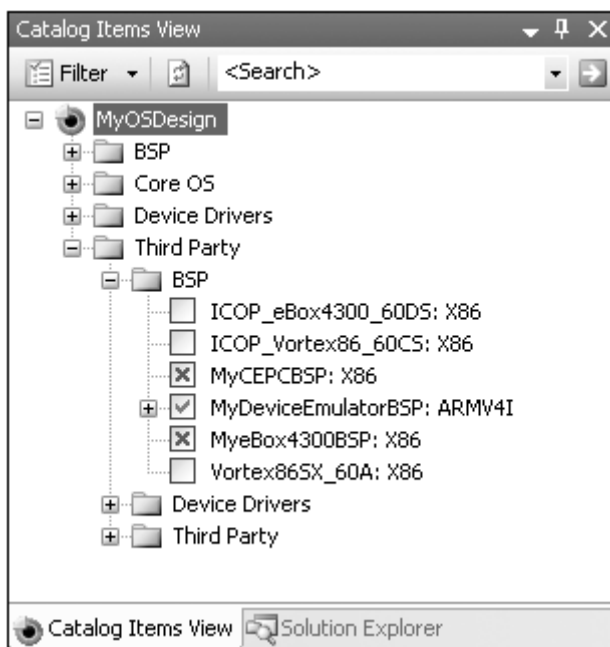 Catalog Items View
Filter <Search>
MyOSDesign
BSP
Core OS
Device Drivers
Third Party
BSP
ICOP_eBox4300_60DS: X86
ICOP_Vortex86_60CS: X86
MyCEPCBSP: X86
MyDeviceEmulatorBSP: ARMV4I
MyeBox4300BSP: X86
Vortex86SX_60A: X86
Device Drivers
Third Party
Catalog Items View Solution Explorer